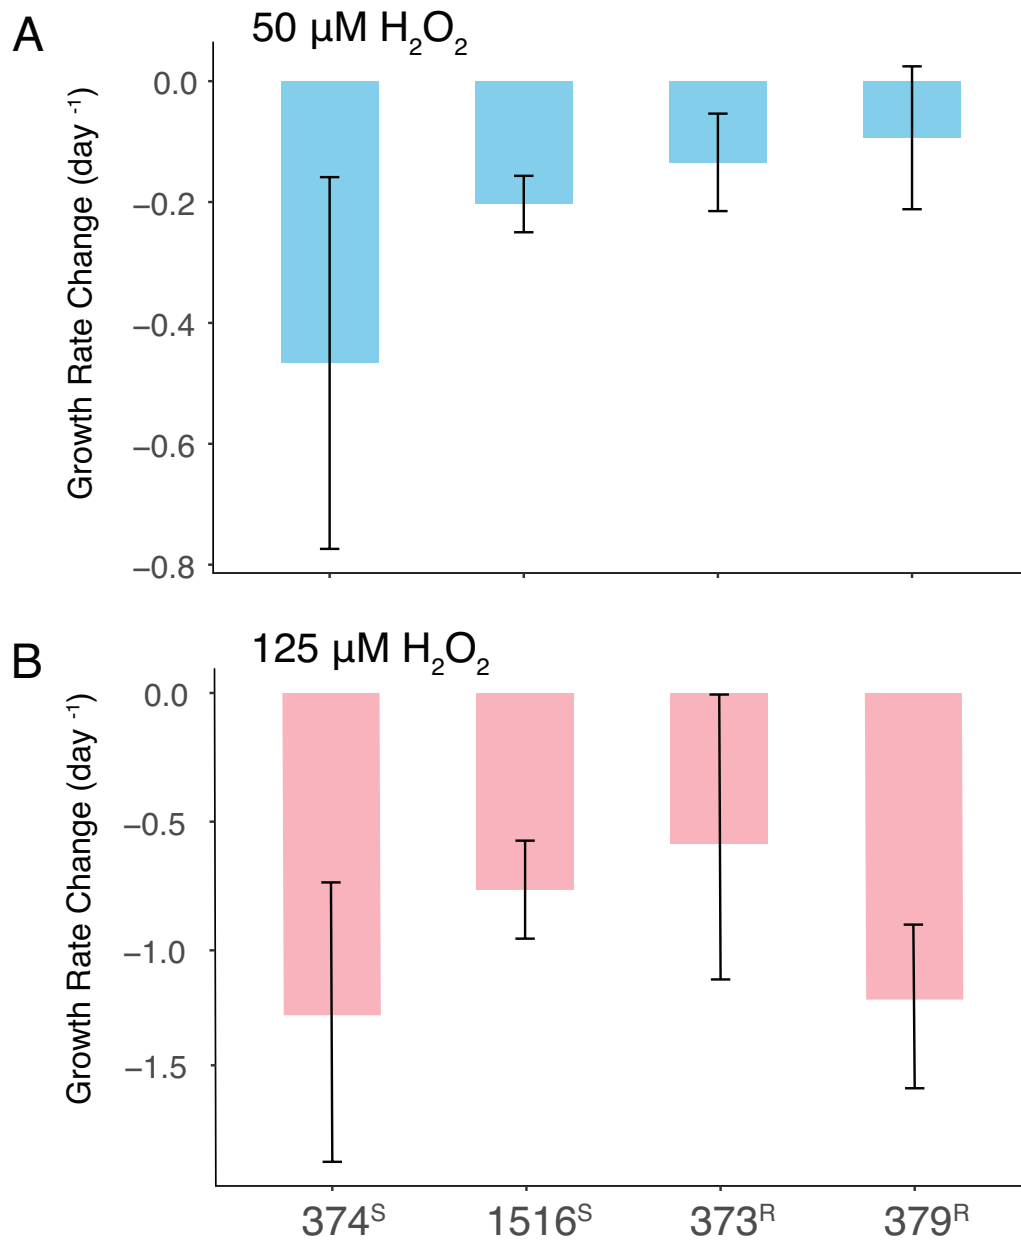 A
50 µM H₂O₂
Growth Rate Change (day ⁻¹)
0.0
−0.2
−0.4
−0.6
−0.8
B
125 µM H₂O₂
Growth Rate Change (day ⁻¹)
0.0
−0.5
−1.0
−1.5
374ˢ 1516ˢ 373ᴿ 379ᴿ